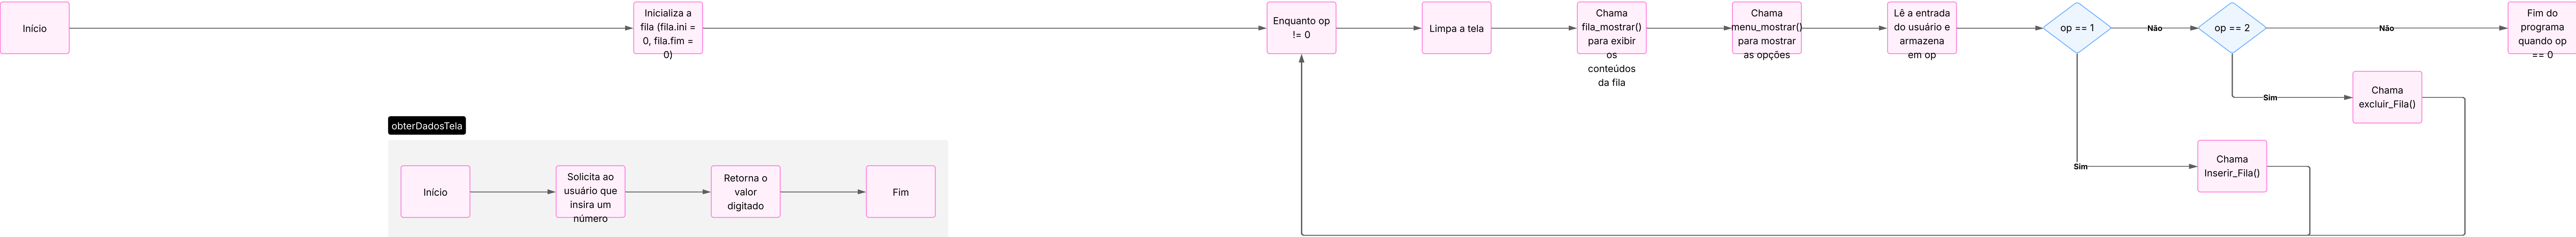 Início
Inicializa a
fila (fila.ini =
0, fila.fim =
0)
Enquanto op
!= 0
Limpa a tela
Chama
fila_mostrar()
para exibir
os
conteúdos
da fila
Chama
menu_mostrar()
para mostrar
as opções
Lê a entrada
do usuário e
armazena
em op
op == 1
Não
op == 2
Não
Fim do
programa
quando op
== 0
Sim
Chama
excluir_Fila()
Sim
Chama
Inserir_Fila()
obterDadosTela
Início
Solicita ao
usuário que
insira um
número
Retorna o
valor
digitado
Fim